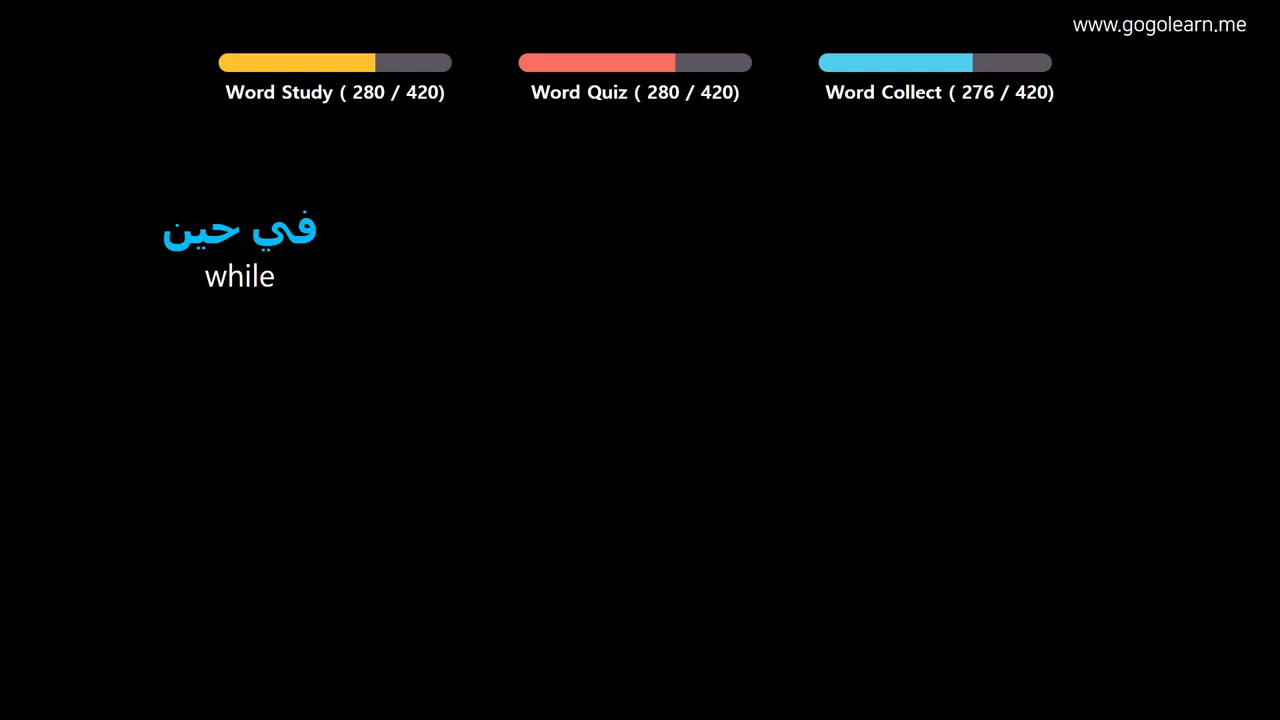 www.gogolearn.me
Word Study ( 280 / 420)
Word Quiz ( 280 / 420)
Word Collect ( 276 / 420)
في حين
while